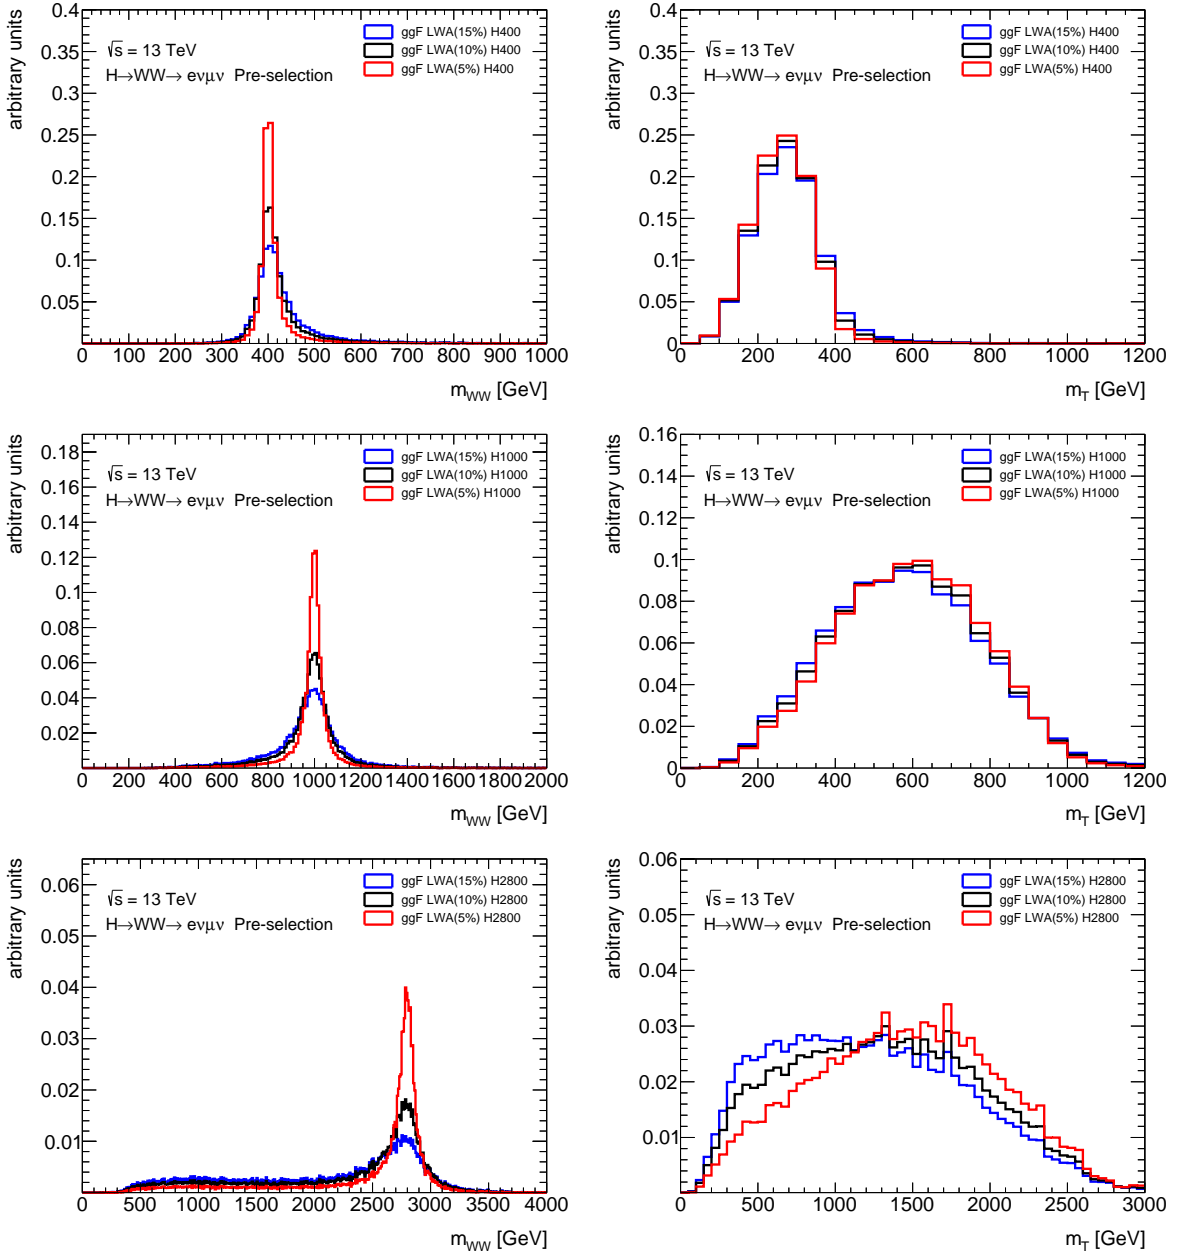 arbitrary units
0.4
0.35
0.3
0.25
0.2
0.15
0.1
0.05
√s = 13 TeV
H→WW→ eνμν Pre-selection
ggF LWA(15%) H400
ggF LWA(10%) H400
ggF LWA(5%) H400
0 100 200 300 400 500 600 700 800 900 1000
m_WW [GeV]
arbitrary units
0.4
0.35
0.3
0.25
0.2
0.15
0.1
0.05
0
√s = 13 TeV
H→WW→ eνμν Pre-selection
ggF LWA(15%) H400
ggF LWA(10%) H400
ggF LWA(5%) H400
0 200 400 600 800 1000 1200
m_T [GeV]
arbitrary units
0.18
0.16
0.14
0.12
0.1
0.08
0.06
0.04
0.02
√s = 13 TeV
H→WW→ eνμν Pre-selection
ggF LWA(15%) H1000
ggF LWA(10%) H1000
ggF LWA(5%) H1000
0 200 400 600 800 1000 1200 1400 1600 1800 2000
m_WW [GeV]
arbitrary units
0.16
0.14
0.12
0.1
0.08
0.06
0.04
0.02
0
√s = 13 TeV
H→WW→ eνμν Pre-selection
ggF LWA(15%) H1000
ggF LWA(10%) H1000
ggF LWA(5%) H1000
0 200 400 600 800 1000 1200
m_T [GeV]
arbitrary units
0.06
0.05
0.04
0.03
0.02
0.01
√s = 13 TeV
H→WW→ eνμν Pre-selection
ggF LWA(15%) H2800
ggF LWA(10%) H2800
ggF LWA(5%) H2800
0 500 1000 1500 2000 2500 3000 3500 4000
m_WW [GeV]
arbitrary units
0.06
0.05
0.04
0.03
0.02
0.01
√s = 13 TeV
H→WW→ eνμν Pre-selection
ggF LWA(15%) H2800
ggF LWA(10%) H2800
ggF LWA(5%) H2800
0 500 1000 1500 2000 2500 3000
m_T [GeV]